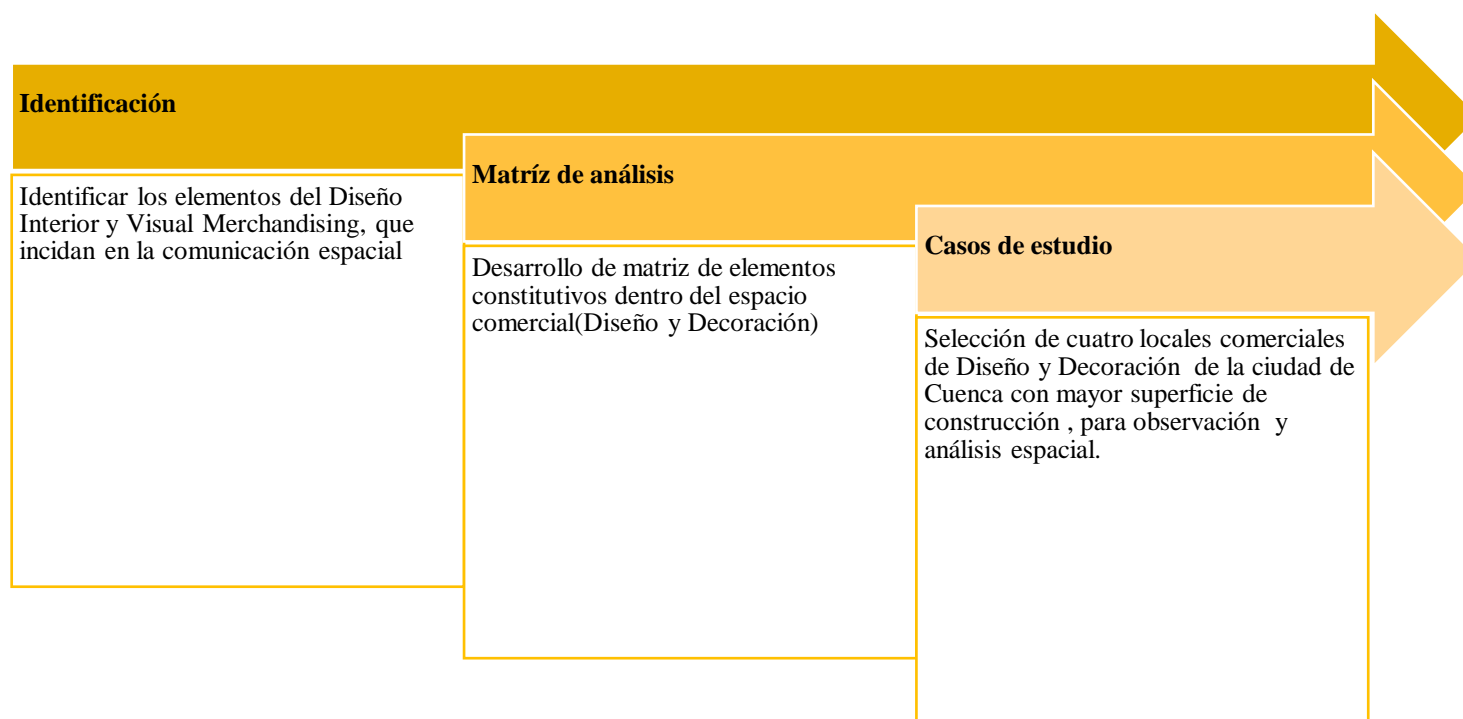 Identificación
Identificar los elementos del Diseño
Interior y Visual Merchandising, que
incidan en la comunicación espacial
Matríz de análisis
Desarrollo de matriz de elementos
constitutivos dentro del espacio
comercial(Diseño y Decoración)
Casos de estudio
Selección de cuatro locales comerciales
de Diseño y Decoración de la ciudad de
Cuenca con mayor superficie de
construcción , para observación y
análisis espacial.